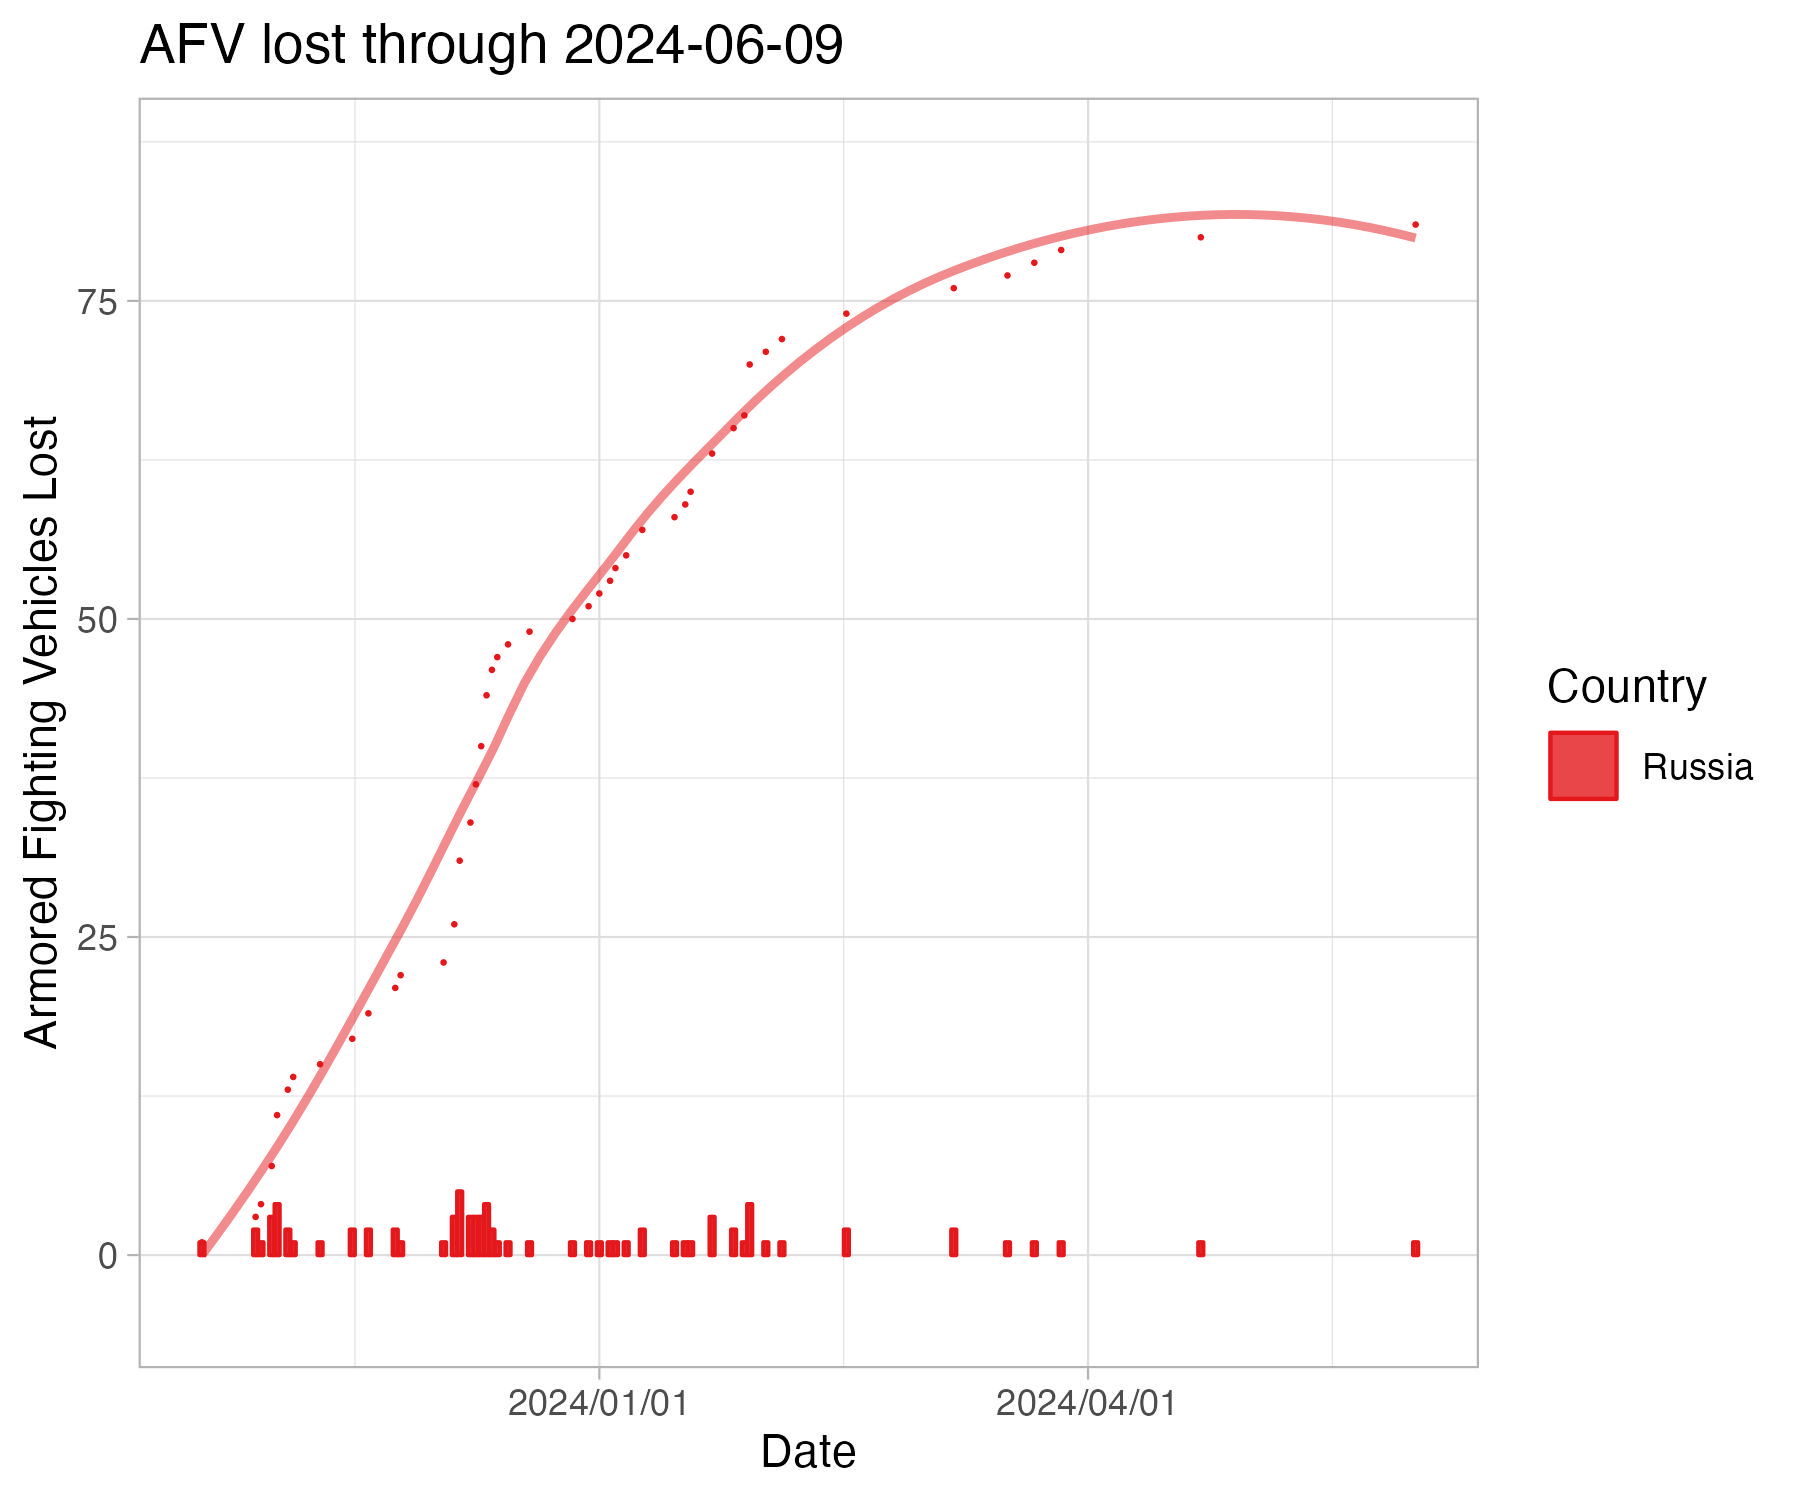 AFV lost through 2024-06-09
Armored Fighting Vehicles Lost
75
50
25
0
2024/01/01
2024/04/01
Date
Country
Russia